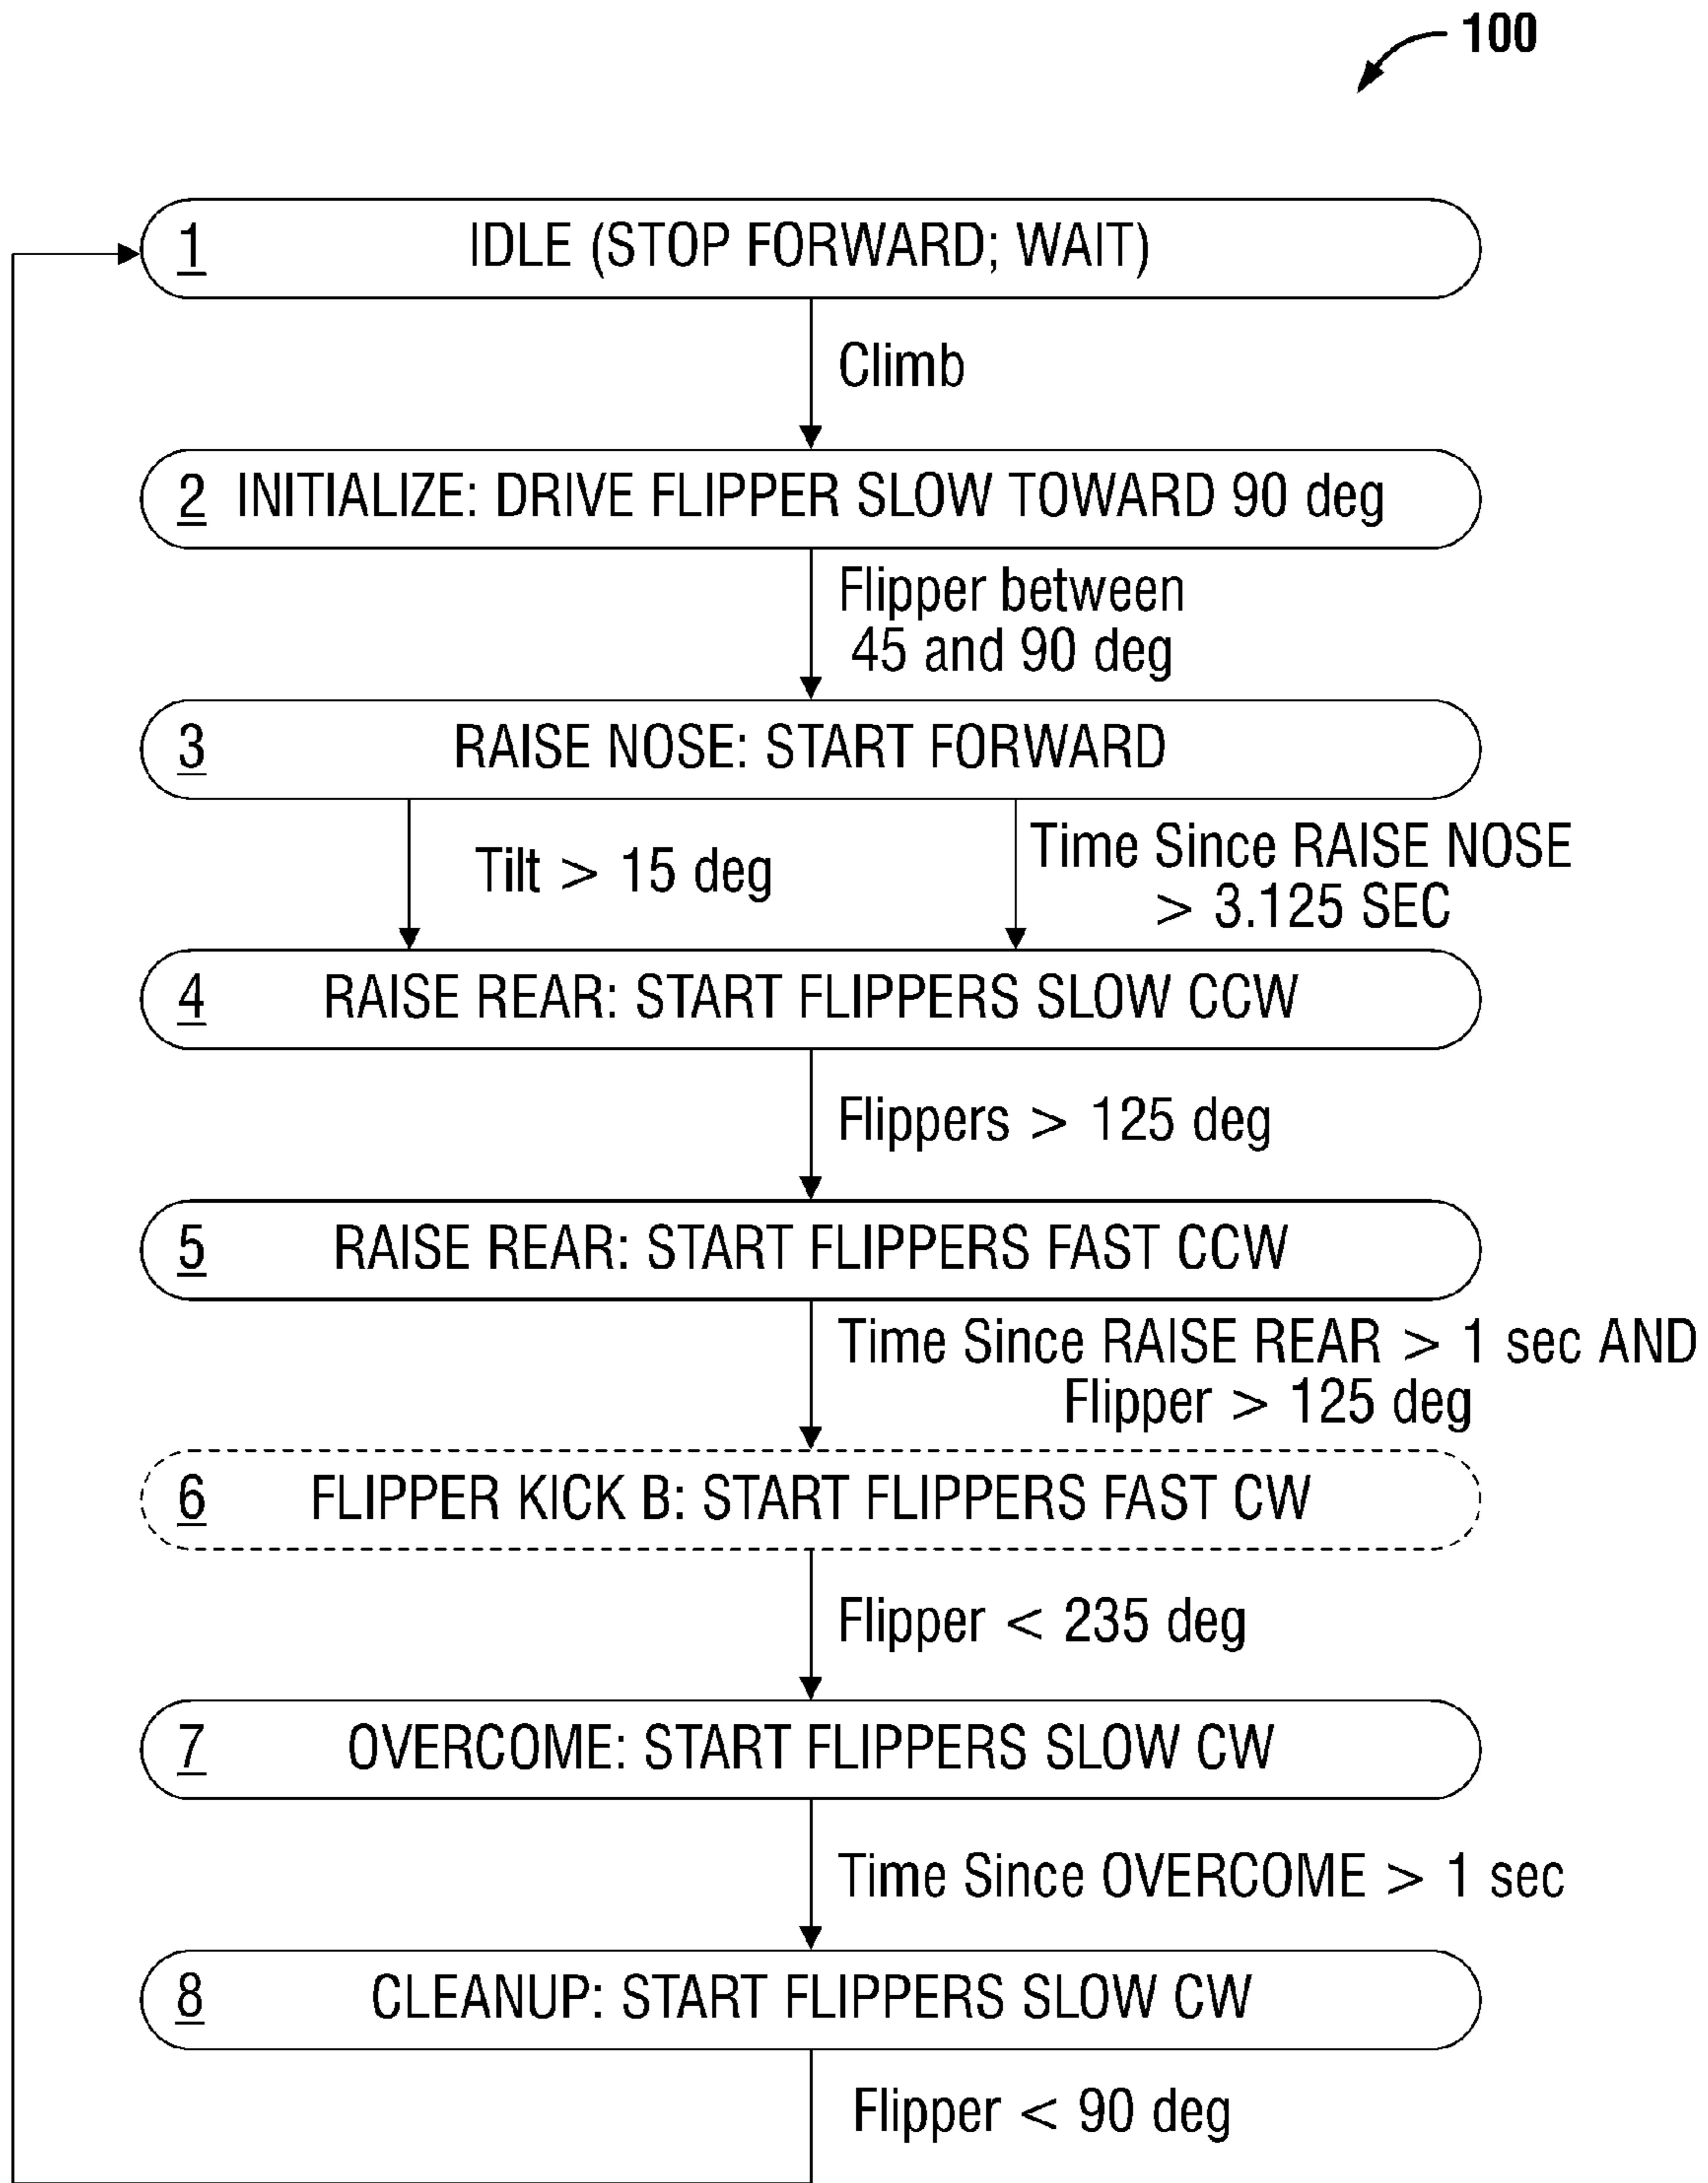 100
1 IDLE (STOP FORWARD; WAIT)
Climb
2 INITIALIZE: DRIVE FLIPPER SLOW TOWARD 90 deg
Flipper between
45 and 90 deg
3 RAISE NOSE: START FORWARD
Tilt > 15 deg
Time Since RAISE NOSE
> 3.125 SEC
4 RAISE REAR: START FLIPPERS SLOW CCW
Flippers > 125 deg
5 RAISE REAR: START FLIPPERS FAST CCW
Time Since RAISE REAR > 1 sec AND
Flipper > 125 deg
6 FLIPPER KICK B: START FLIPPERS FAST CW
Flipper < 235 deg
7 OVERCOME: START FLIPPERS SLOW CW
Time Since OVERCOME > 1 sec
8 CLEANUP: START FLIPPERS SLOW CW
Flipper < 90 deg